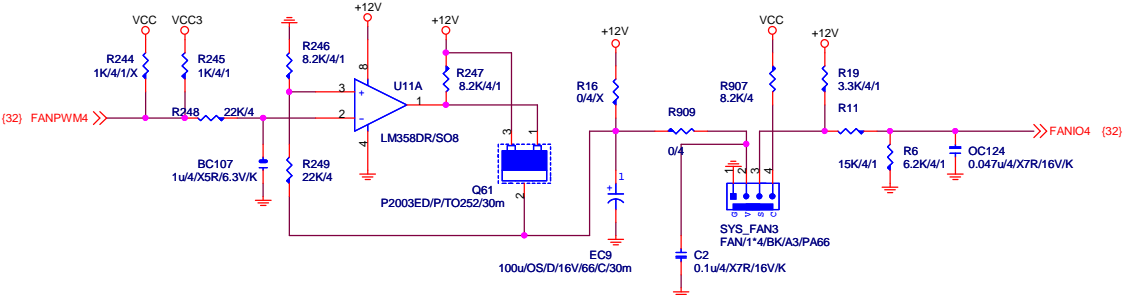 VCC
R244
1K/4/1/X
VCC3
R245
1K/4/1
{32} FANPWM4
R248
22K/4
BC107
1u/4/X5R/6.3V/K
R246
8.2K/4/1
R249
22K/4
+12V
8
3
+
2
-
4
1
U11A
LM358DR/SO8
+12V
R247
8.2K/4/1
3
1
2
Q61
P2003ED/P/TO252/30m
+12V
R16
0/4/X
+
1
EC9
100u/OS/D/16V/66/C/30m
R909
0/4
C2
0.1u/4/X7R/16V/K
VCC
R907
8.2K/4
+12V
R19
3.3K/4/1
R11
15K/4/1
1
2
3
4
G
V
S
C
SYS_FAN3
FAN/1*4/BK/A3/PA66
R6
6.2K/4/1
OC124
0.047u/4/X7R/16V/K
FANIO4 {32}